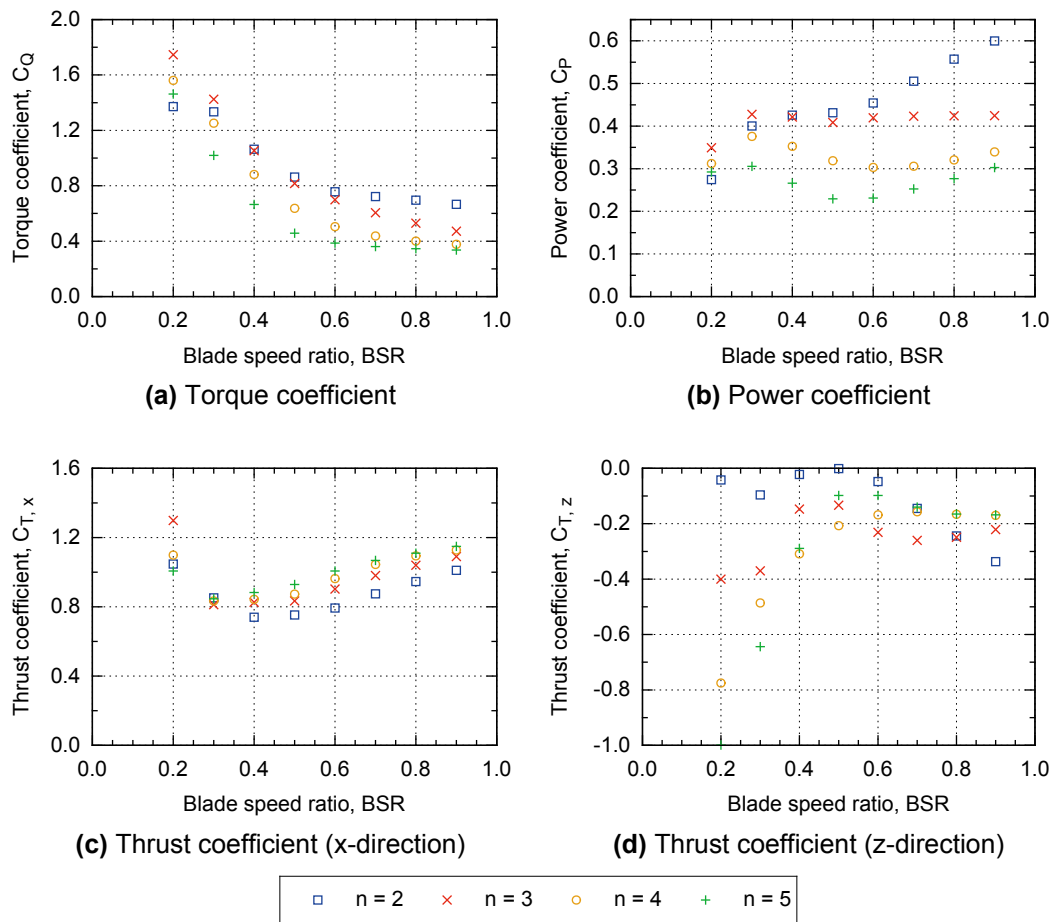 2.0
1.6
1.2
0.8
0.4
0.0
Torque coefficient, C_Q
0.0 0.2 0.4 0.6 0.8 1.0
Blade speed ratio, BSR
(a) Torque coefficient
0.6
0.5
0.4
0.3
0.2
0.1
0.0
Power coefficient, C_P
0.0 0.2 0.4 0.6 0.8 1.0
Blade speed ratio, BSR
(b) Power coefficient
1.6
1.2
0.8
0.4
0.0
Thrust coefficient, C_T, x
0.0 0.2 0.4 0.6 0.8 1.0
Blade speed ratio, BSR
(c) Thrust coefficient (x-direction)
0.0
-0.2
-0.4
-0.6
-0.8
-1.0
Thrust coefficient, C_T, z
0.0 0.2 0.4 0.6 0.8 1.0
Blade speed ratio, BSR
(d) Thrust coefficient (z-direction)
n = 2 n = 3 n = 4 n = 5